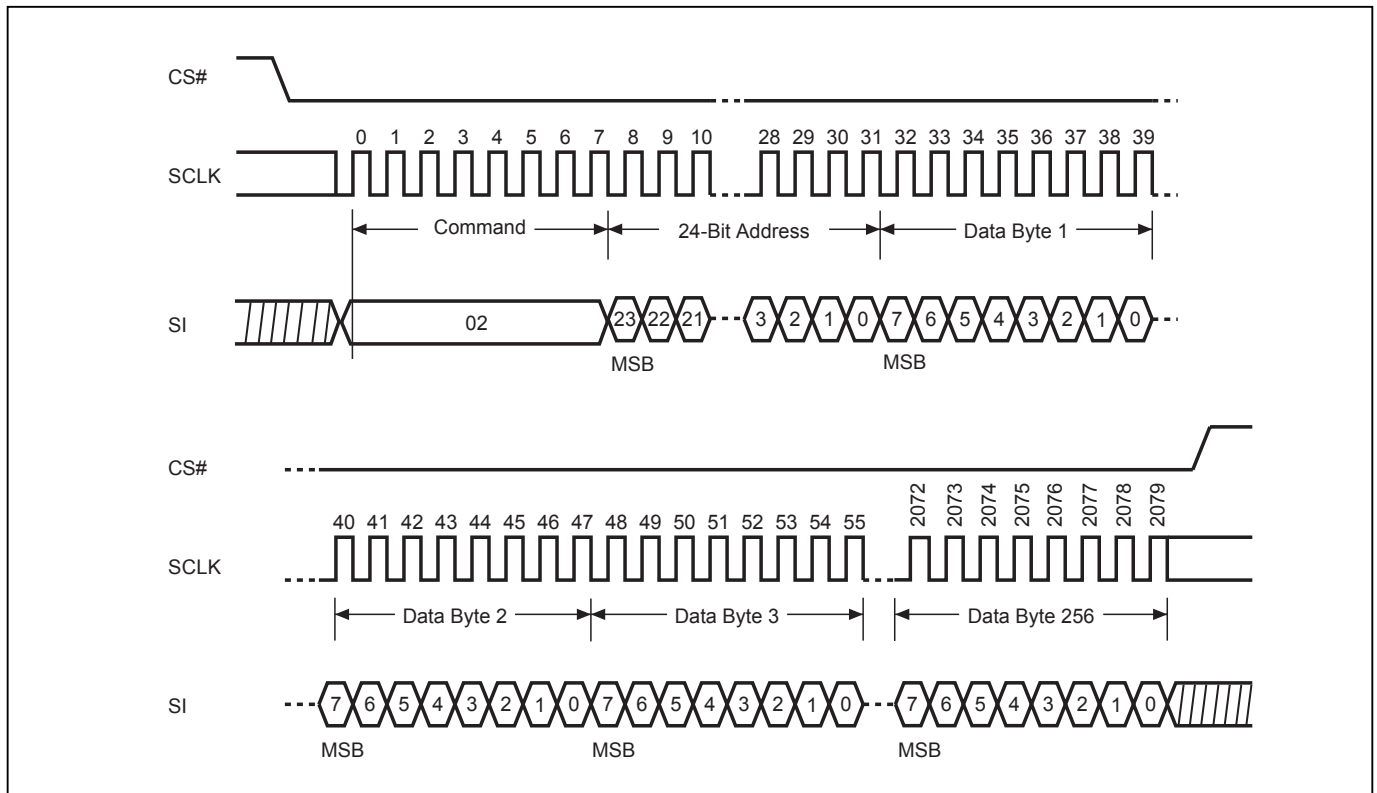 CS#
0 1 2 3 4 5 6 7 8 9 10 28 29 30 31 32 33 34 35 36 37 38 39
SCLK
Command 24-Bit Address Data Byte 1
SI 02 23 22 21 3 2 1 0 7 6 5 4 3 2 1 0
MSB MSB
CS#
40 41 42 43 44 45 46 47 48 49 50 51 52 53 54 55 2072 2073 2074 2075 2076 2077 2078 2079
SCLK
Data Byte 2 Data Byte 3 Data Byte 256
SI 7 6 5 4 3 2 1 0 7 6 5 4 3 2 1 0 7 6 5 4 3 2 1 0
MSB MSB MSB